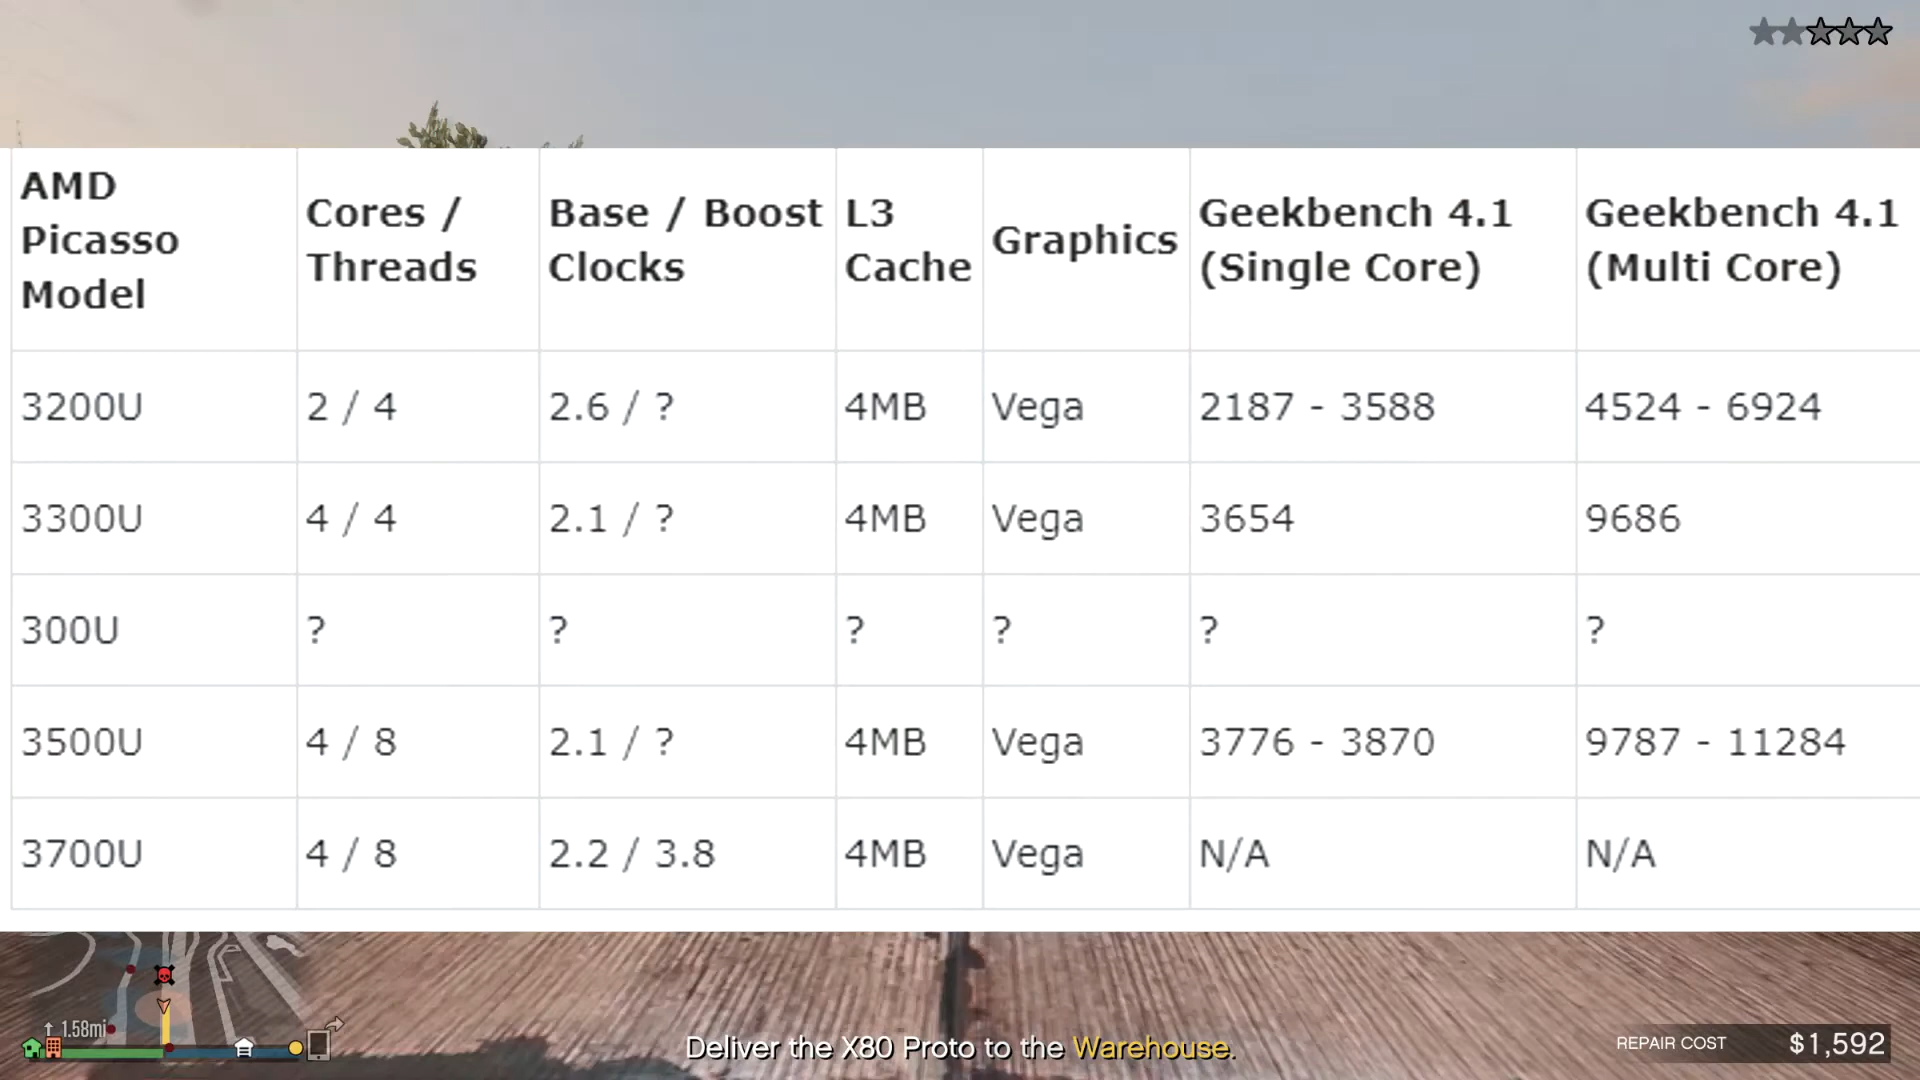 AMD Picasso Model
Cores / Threads
Base / Boost Clocks
L3 Cache
Graphics
Geekbench 4.1 (Single Core)
Geekbench 4.1 (Multi Core)
3200U 2 / 4 2.6 / ? 4MB Vega 2187 - 3588 4524 - 6924
3300U 4 / 4 2.1 / ? 4MB Vega 3654 9686
300U ? ? ? ? ? ?
3500U 4 / 8 2.1 / ? 4MB Vega 3776 - 3870 9787 - 11284
3700U 4 / 8 2.2 / 3.8 4MB Vega N/A N/A
1.58mi
Deliver the X80 Proto to the Warehouse.
REPAIR COST $1,592